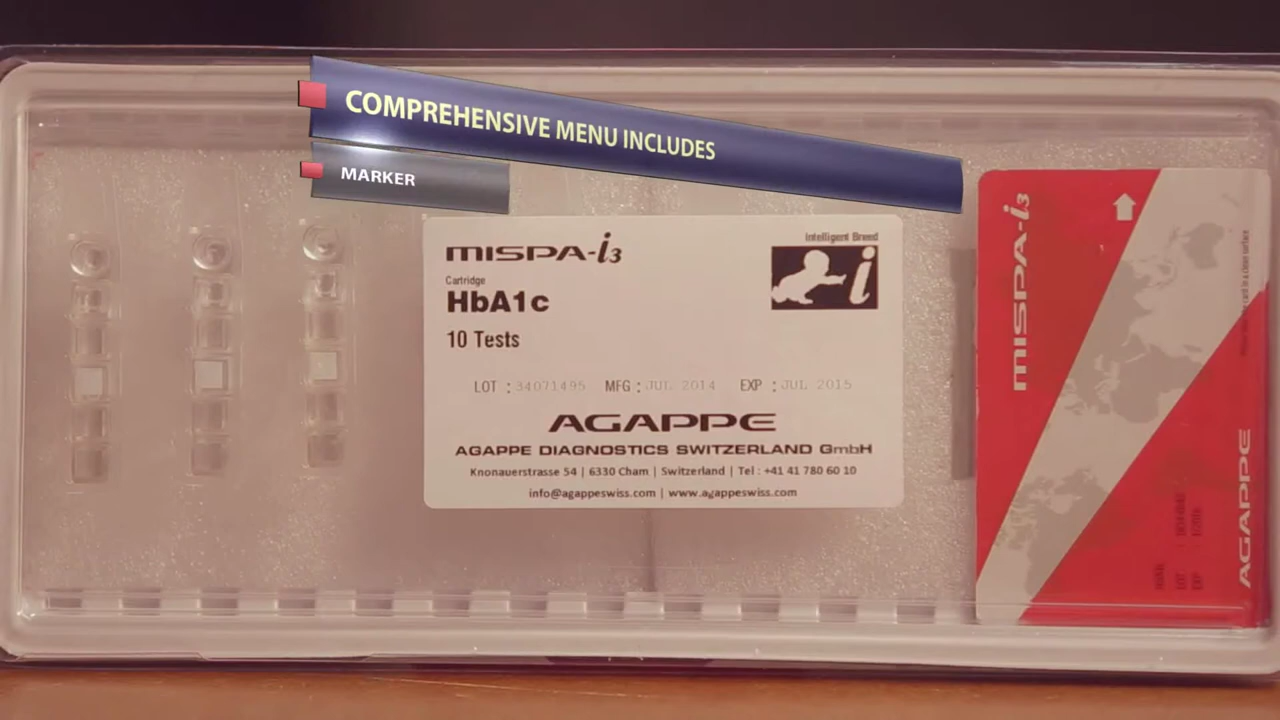 COMPREHENSIVE MENU INCLUDES
MARKER
MISPA-i3
Intelligent Breed
i
Cartridge
HbA1c
10 Tests
LOT : 34071495 MFG : JUL 2014 EXP : JUL 2015
AGAPPE
AGAPPE DIAGNOSTICS SWITZERLAND GmbH
Knonauerstrasse 54 | 6330 Cham | Switzerland | Tel : +41 41 780 60 10
info@agappeswiss.com | www.agappeswiss.com
MISPA-i3
AGAPPE
LOT :
EXP :